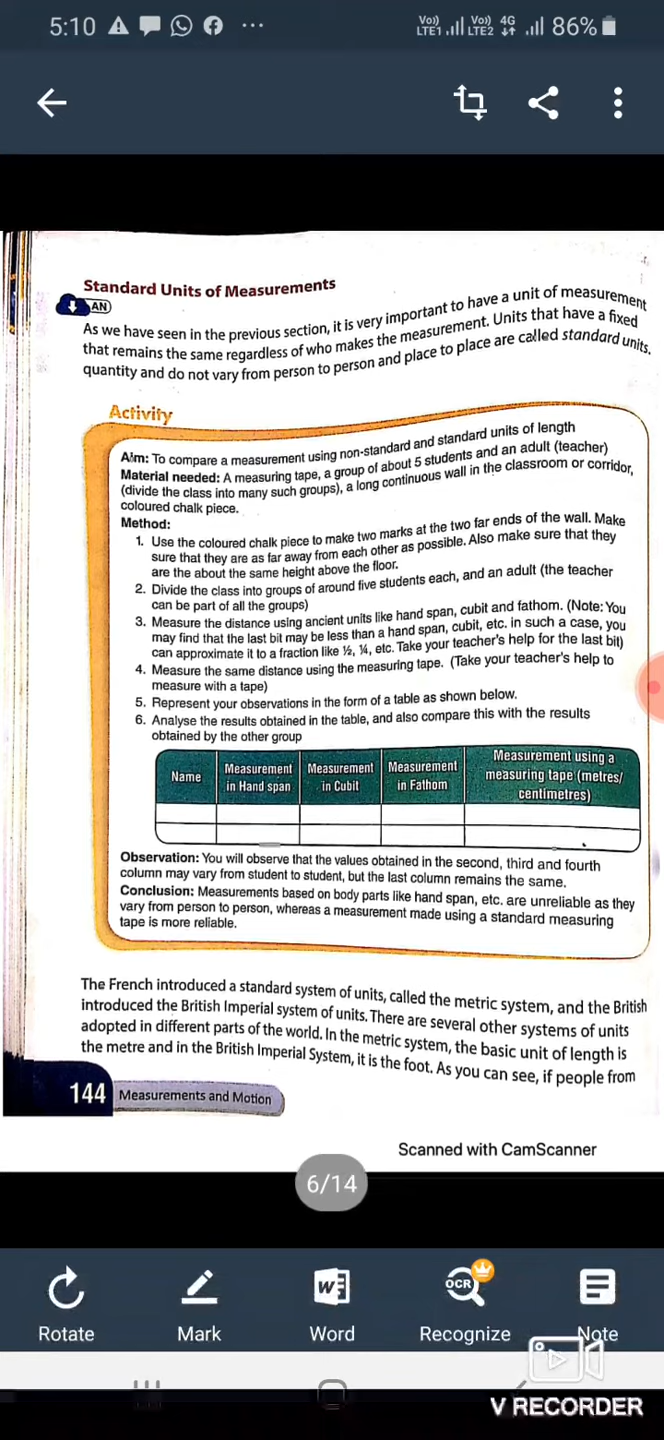 5:10
Vo)) LTE1 Vo)) LTE2 4G 86%
Standard Units of Measurements
AN
As we have seen in the previous section, it is very important to have a unit of measurement
that remains the same regardless of who makes the measurement. Units that have a fixed
quantity and do not vary from person to person and place to place are called standard units.
Activity
Aim: To compare a measurement using non-standard and standard units of length
Material needed: A measuring tape, a group of about 5 students and an adult (teacher)
(divide the class into many such groups), a long continuous wall in the classroom or corridor,
coloured chalk piece.
Method:
1. Use the coloured chalk piece to make two marks at the two far ends of the wall. Make
sure that they are as far away from each other as possible. Also make sure that they
are the about the same height above the floor.
2. Divide the class into groups of around five students each, and an adult (the teacher
can be part of all the groups)
3. Measure the distance using ancient units like hand span, cubit and fathom. (Note: You
may find that the last bit may be less than a hand span, cubit, etc. in such a case, you
can approximate it to a fraction like ½, ¼, etc. Take your teacher's help for the last bit)
4. Measure the same distance using the measuring tape. (Take your teacher's help to
measure with a tape)
5. Represent your observations in the form of a table as shown below.
6. Analyse the results obtained in the table, and also compare this with the results
obtained by the other group
Name
Measurement
in Hand span
Measurement
in Cubit
Measurement
in Fathom
Measurement using a
measuring tape (metres/
centimetres)
Observation: You will observe that the values obtained in the second, third and fourth
column may vary from student to student, but the last column remains the same.
Conclusion: Measurements based on body parts like hand span, etc. are unreliable as they
vary from person to person, whereas a measurement made using a standard measuring
tape is more reliable.
The French introduced a standard system of units, called the metric system, and the British
introduced the British Imperial system of units. There are several other systems of units
adopted in different parts of the world. In the metric system, the basic unit of length is
the metre and in the British Imperial System, it is the foot. As you can see, if people from
144 Measurements and Motion
Scanned with CamScanner
6/14
W
OCR
Rotate Mark Word Recognize Note
V RECORDER